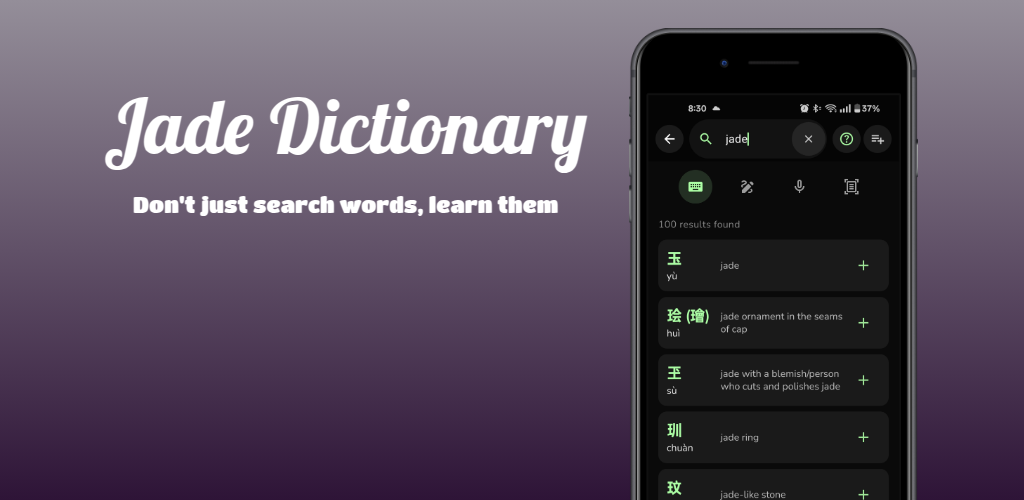 Jade Dictionary
Don't just search words, learn them
8:30
37%
jade
100 results found
玉
yù
jade
𬍛 (璯)
huì
jade ornament in the seams
of cap
玊
sù
jade with a blemish/person
who cuts and polishes jade
玔
chuàn
jade ring
玟
jade-like stone